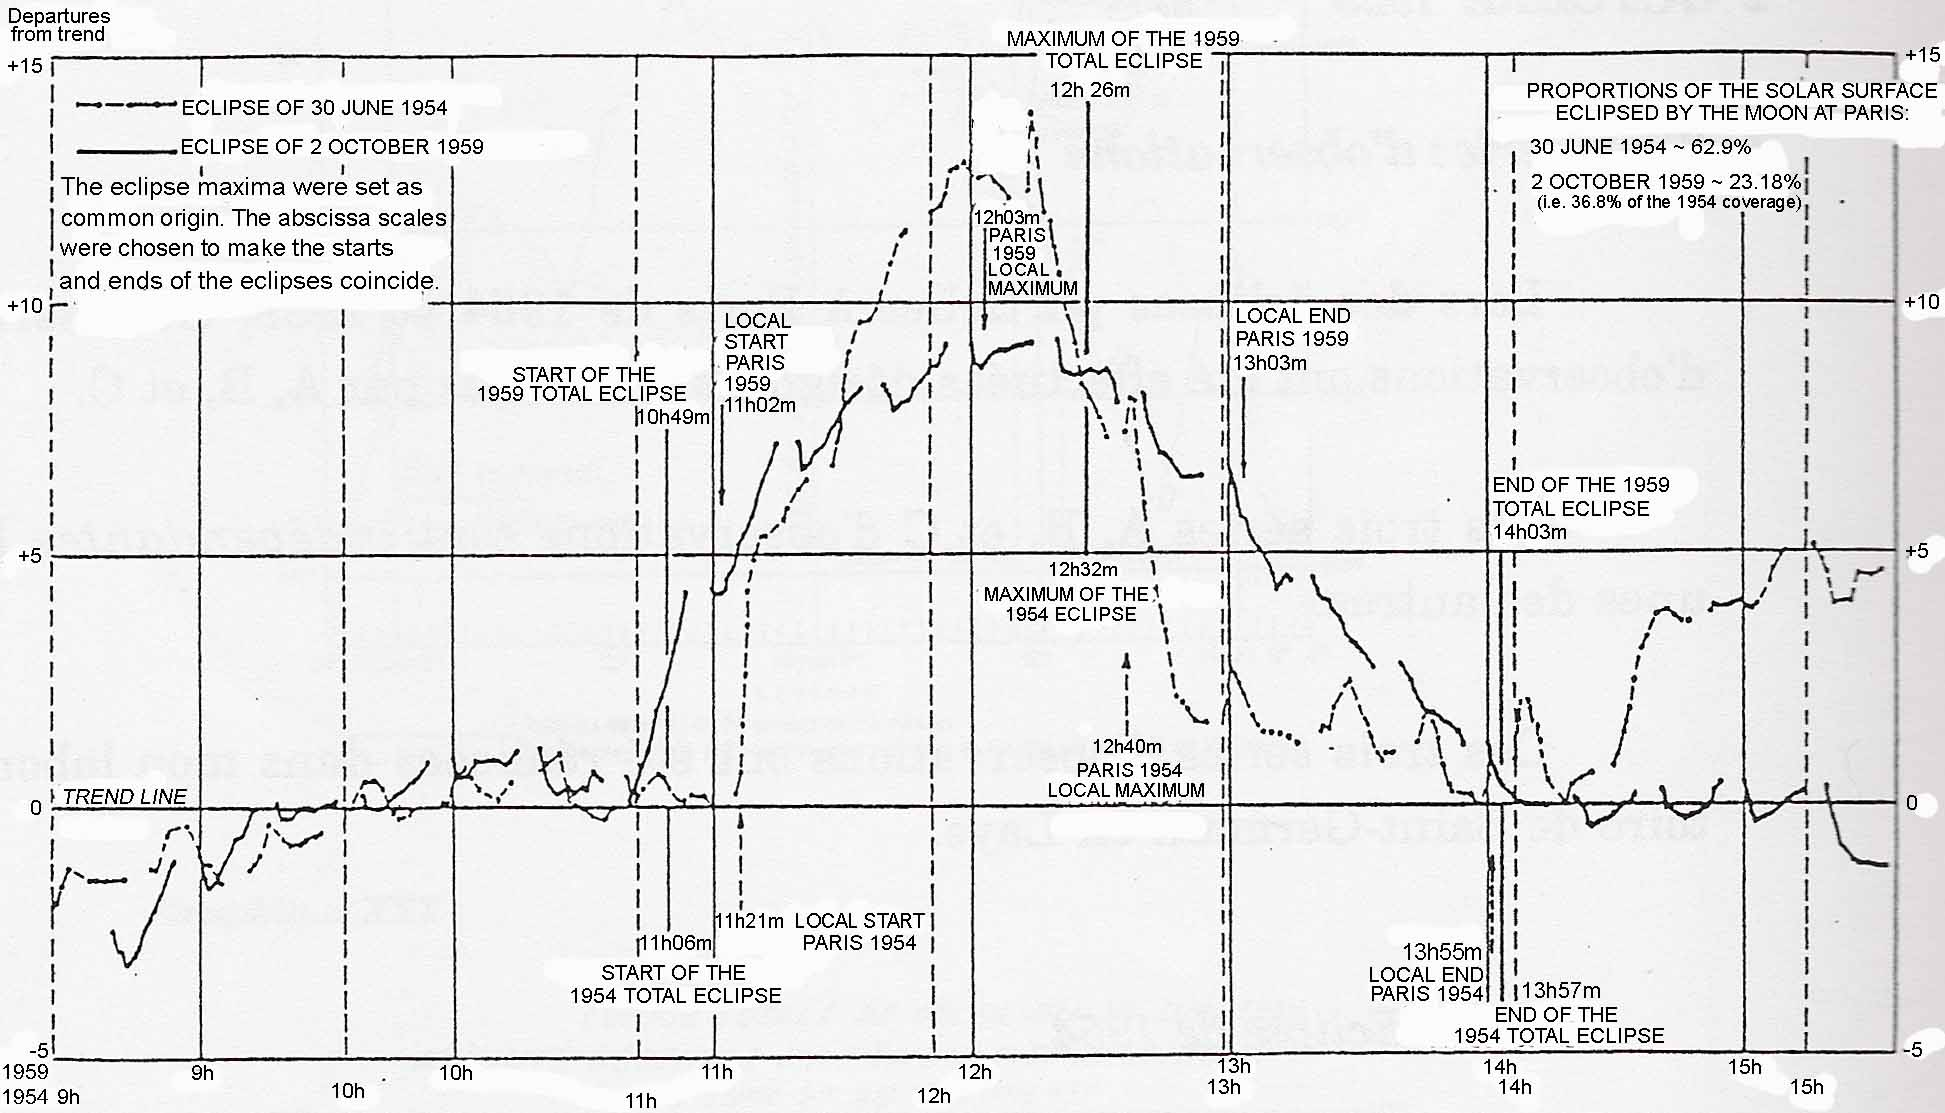 Departures
from trend
+15
+15
MAXIMUM OF THE 1959
TOTAL ECLIPSE
12h 26m
ECLIPSE OF 30 JUNE 1954
ECLIPSE OF 2 OCTOBER 1959
The eclipse maxima were set as
common origin. The abscissa scales
were chosen to make the starts
and ends of the eclipses coincide.
PROPORTIONS OF THE SOLAR SURFACE
ECLIPSED BY THE MOON AT PARIS:
30 JUNE 1954 ~ 62.9%
2 OCTOBER 1959 ~ 23.18%
(i.e. 36.8% of the 1954 coverage)
12h03m
PARIS
1959
LOCAL
MAXIMUM
+10
+10
LOCAL
START
PARIS
1959
11h02m
START OF THE
1959 TOTAL ECLIPSE
10h49m
LOCAL END
PARIS 1959
13h03m
END OF THE 1959
TOTAL ECLIPSE
14h03m
+5
+5
12h32m
MAXIMUM OF THE
1954 ECLIPSE
12h40m
PARIS 1954
LOCAL MAXIMUM
TREND LINE
0
0
11h21m LOCAL START
PARIS 1954
11h06m
START OF THE
1954 TOTAL ECLIPSE
13h55m
LOCAL END
PARIS 1954
13h57m
END OF THE
1954 TOTAL ECLIPSE
-5
-5
1959 9h 10h 11h 12h 13h 14h 15h
1954 9h 10h 11h 12h 13h 14h 15h